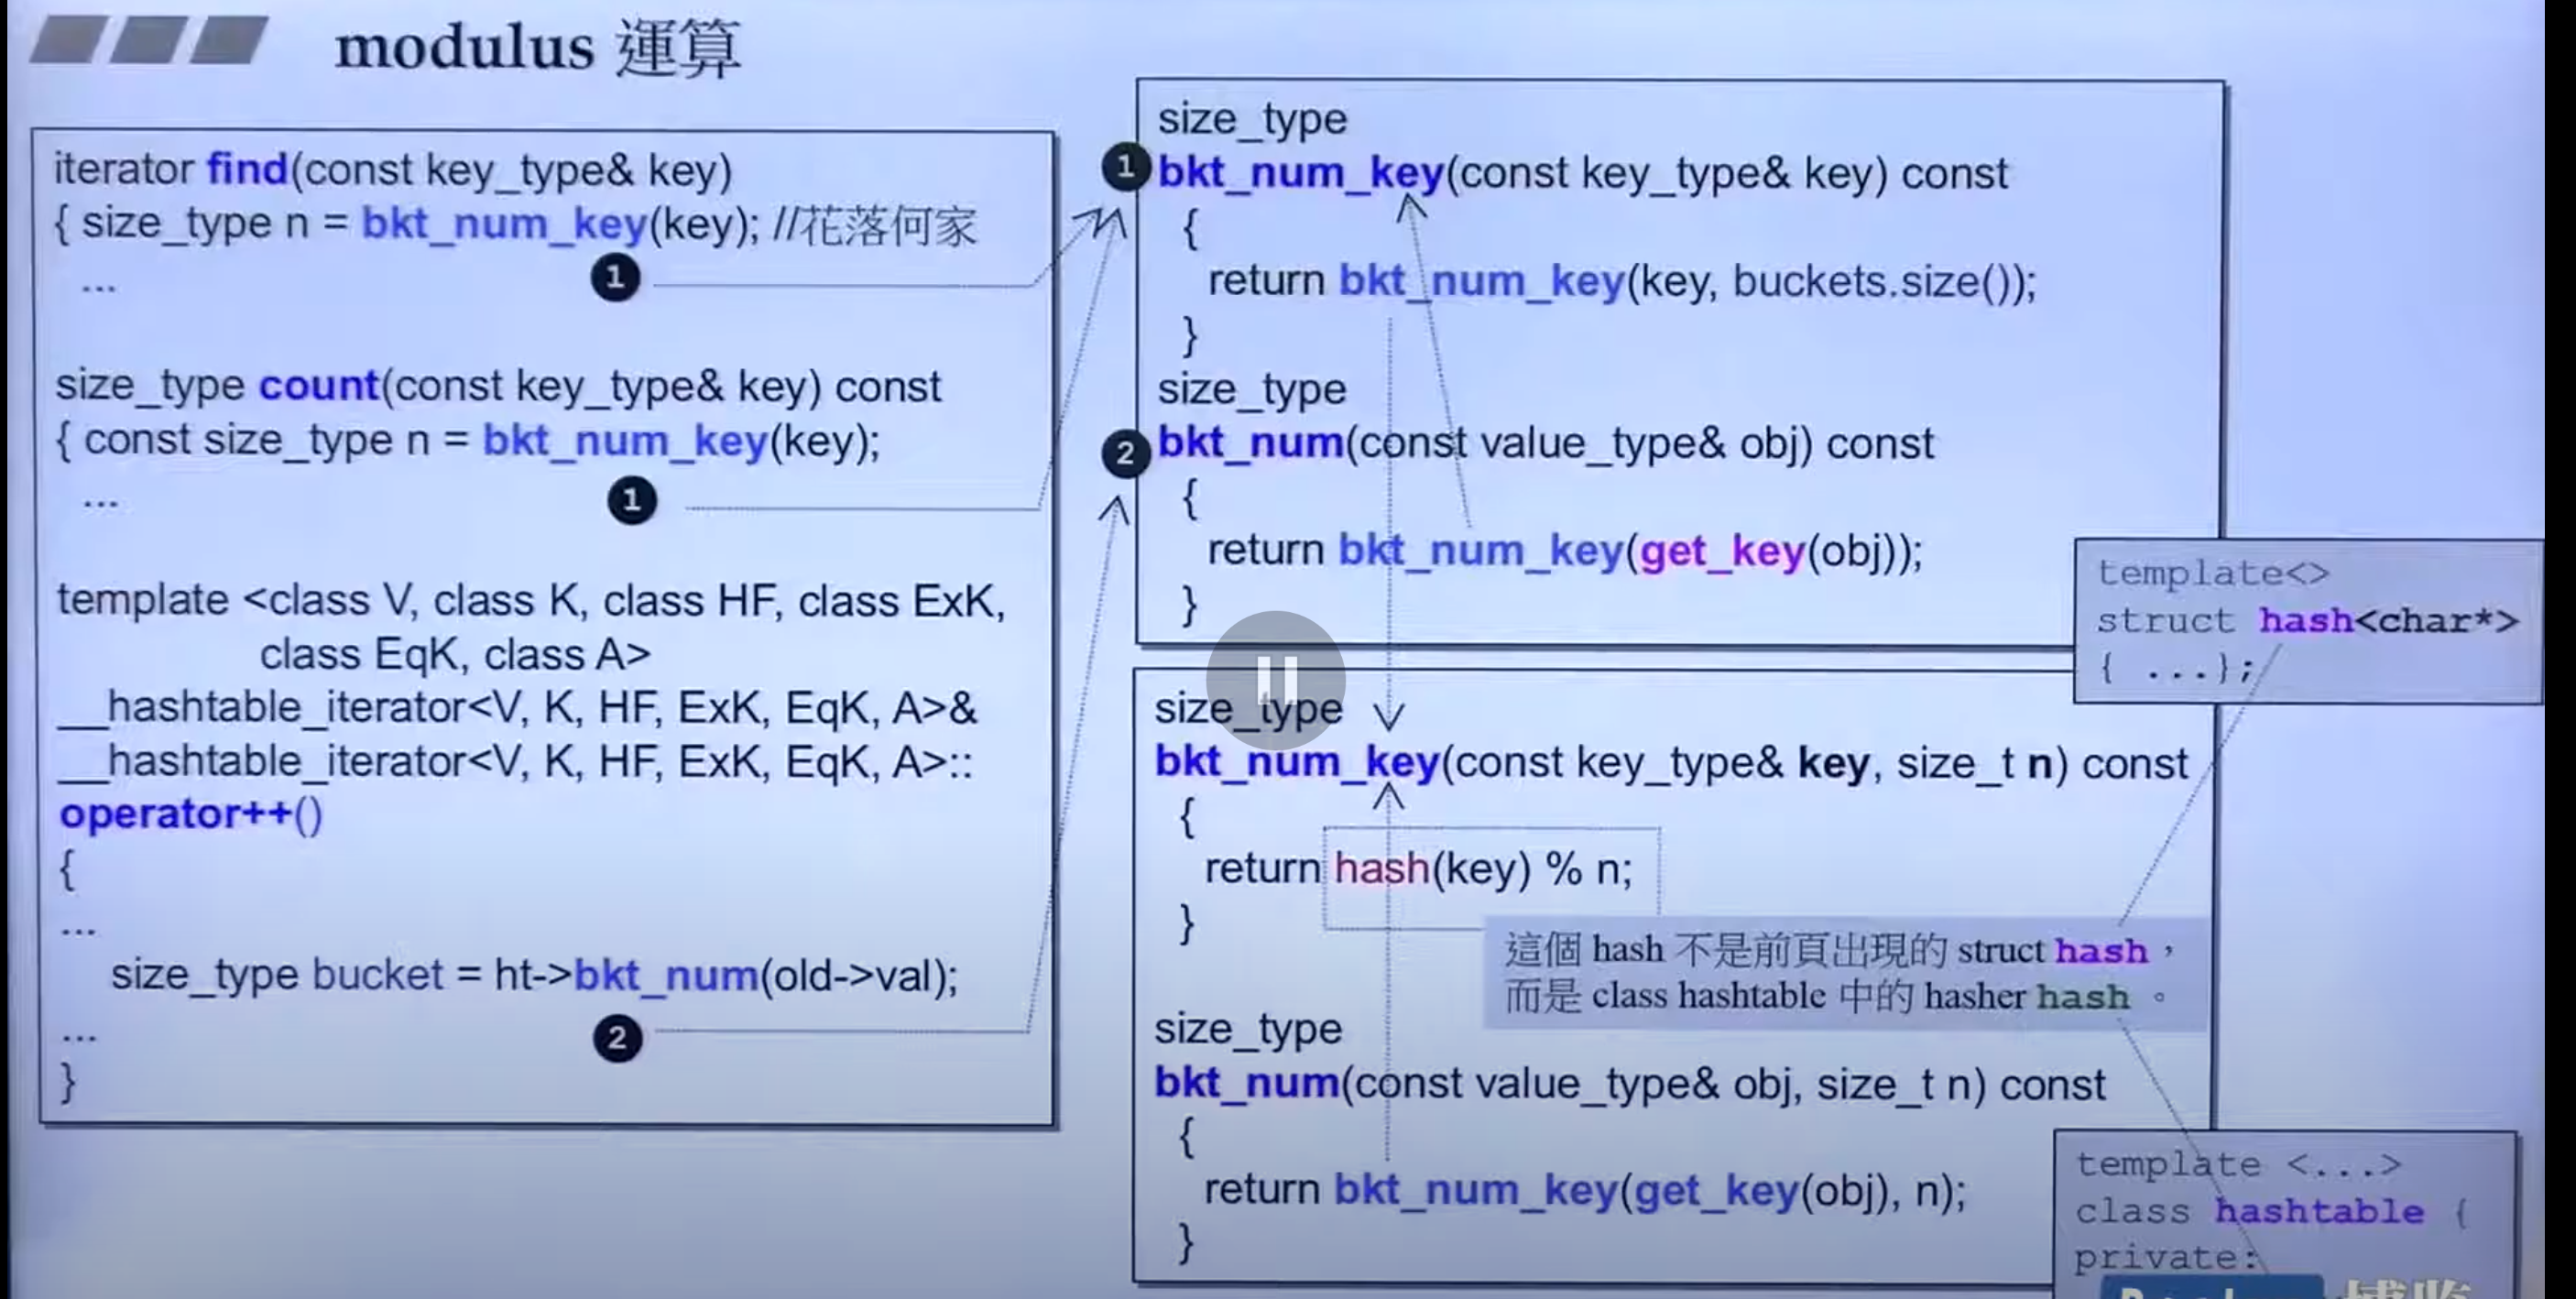 modulus 運算
iterator find(const key_type& key)
{ size_type n = bkt_num_key(key); //花落何家
1
...
size_type count(const key_type& key) const
{ const size_type n = bkt_num_key(key);
1
...
template <class V, class K, class HF, class ExK,
class EqK, class A>
__hashtable_iterator<V, K, HF, ExK, EqK, A>&
__hashtable_iterator<V, K, HF, ExK, EqK, A>::
operator++()
{
...
size_type bucket = ht->bkt_num(old->val);
2
...
}
size_type
1 bkt_num_key(const key_type& key) const
{
return bkt_num_key(key, buckets.size());
}
size_type
2 bkt_num(const value_type& obj) const
{
return bkt_num_key(get_key(obj));
}
template<>
struct hash<char*>
{ ...};
size_type
bkt_num_key(const key_type& key, size_t n) const
{
return hash(key) % n;
}
這個 hash 不是前頁出現的 struct hash，
而是 class hashtable 中的 hasher hash 。
size_type
bkt_num(const value_type& obj, size_t n) const
{
return bkt_num_key(get_key(obj), n);
}
template <...>
class hashtable {
private: